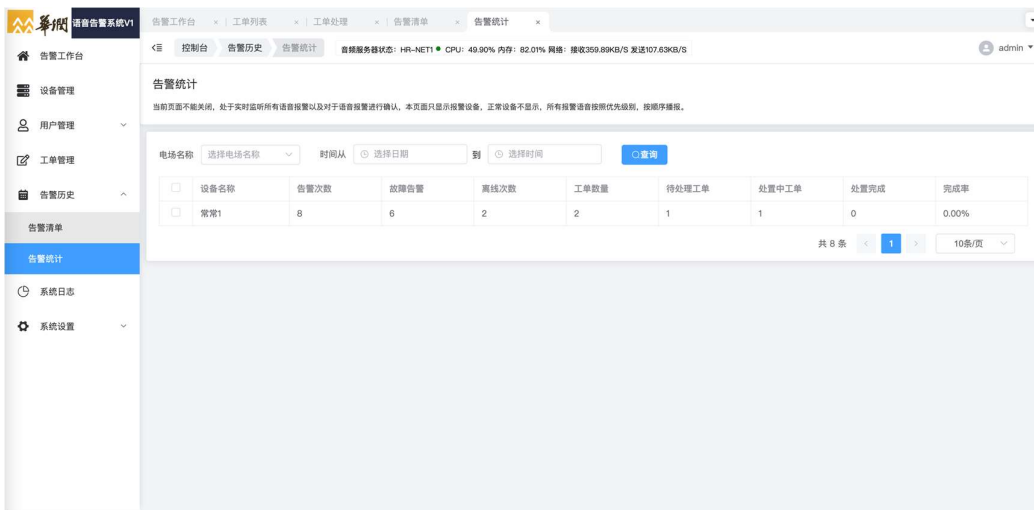 華潤 语音告警系统V1
告警工作台 × 工单列表 × 工单处理 × 告警清单 × 告警统计 ×
控制台 告警历史 告警统计 音频服务器状态：HR-NET1 CPU：49.90% 内存：82.01% 网络：接收359.89KB/S 发送107.63KB/S admin
告警工作台
设备管理
用户管理
工单管理
告警历史
告警清单
告警统计
系统日志
系统设置
告警统计
当前页面不能关闭，处于实时监听所有语音报警以及对于语音报警进行确认，本页面只显示报警设备，正常设备不显示，所有报警语音按照优先级别，按顺序播报。
电场名称 选择电场名称 时间从 选择日期 到 选择时间 查询
设备名称 告警次数 故障告警 离线次数 工单数量 待处理工单 处置中工单 处置完成 完成率
常常1 8 6 2 2 1 1 0 0.00%
共 8 条 < 1 > 10条/页